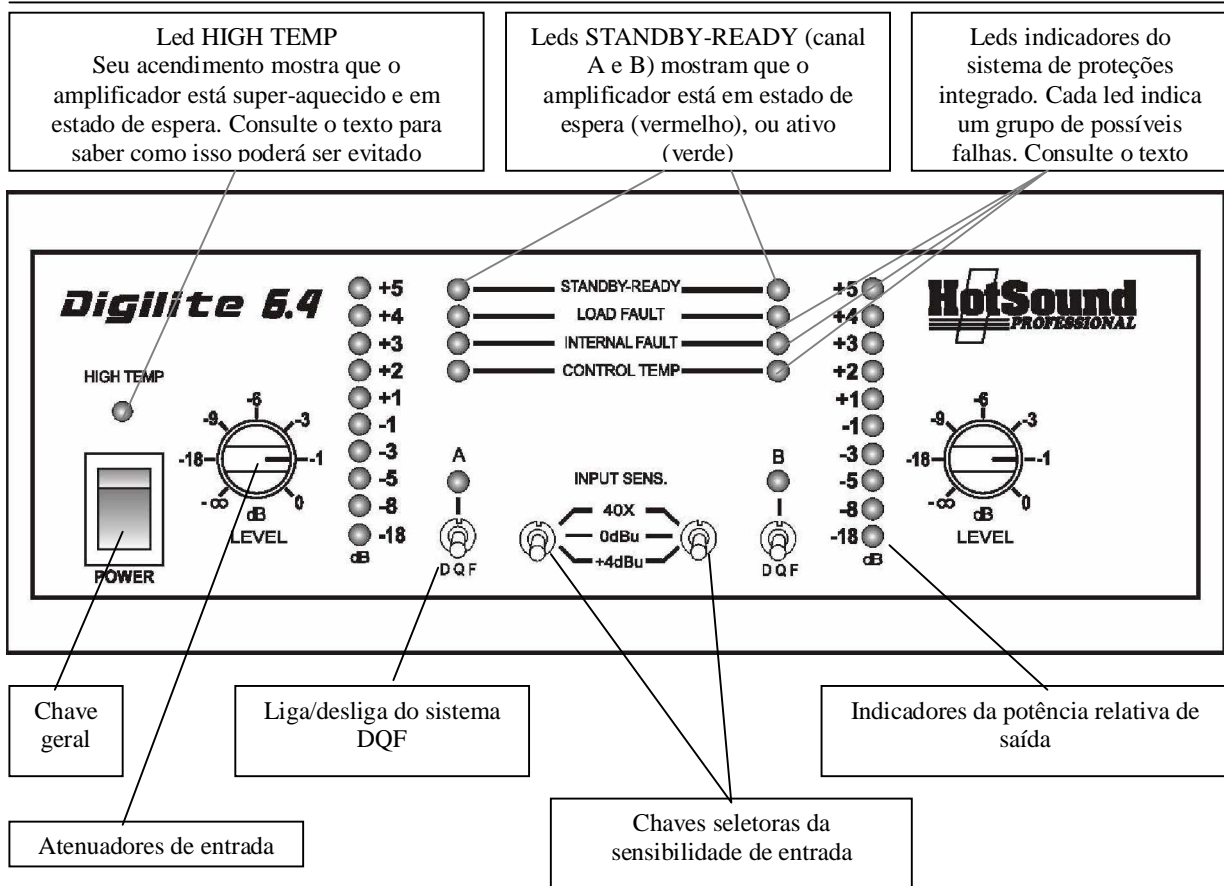 Led HIGH TEMP
Seu acendimento mostra que o
amplificador está super-aquecido e em
estado de espera. Consulte o texto para
saber como isso poderá ser evitado
Leds STANDBY-READY (canal
A e B) mostram que o
amplificador está em estado de
espera (vermelho), ou ativo
(verde)
Leds indicadores do
sistema de proteções
integrado. Cada led indica
um grupo de possíveis
falhas. Consulte o texto
Digilite 6.4
HIGH TEMP
POWER
-6
-9
-3
-18
-1
-∞
0
dB
LEVEL
+5
+4
+3
+2
+1
-1
-3
-5
-8
-18
dB
STANDBY-READY
LOAD FAULT
INTERNAL FAULT
CONTROL TEMP
A
DQF
INPUT SENS.
40X
0dBu
+4dBu
B
DQF
+5
+4
+3
+2
+1
-1
-3
-5
-8
-18
dB
HotSound
PROFESSIONAL
-6
-9
-3
-18
-1
-∞
0
dB
LEVEL
Chave
geral
Liga/desliga do sistema
DQF
Indicadores da potência relativa de
saída
Atenuadores de entrada
Chaves seletoras da
sensibilidade de entrada